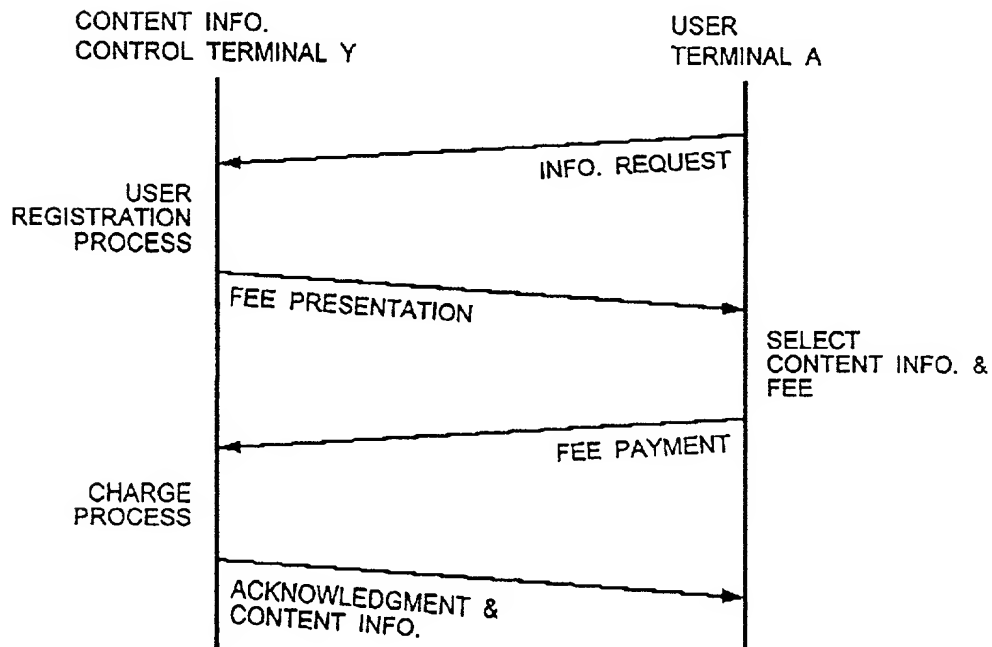 CONTENT INFO.
CONTROL TERMINAL Y
USER
TERMINAL A
INFO. REQUEST
USER
REGISTRATION
PROCESS
FEE PRESENTATION
SELECT
CONTENT INFO. &
FEE
FEE PAYMENT
CHARGE
PROCESS
ACKNOWLEDGMENT &
CONTENT INFO.